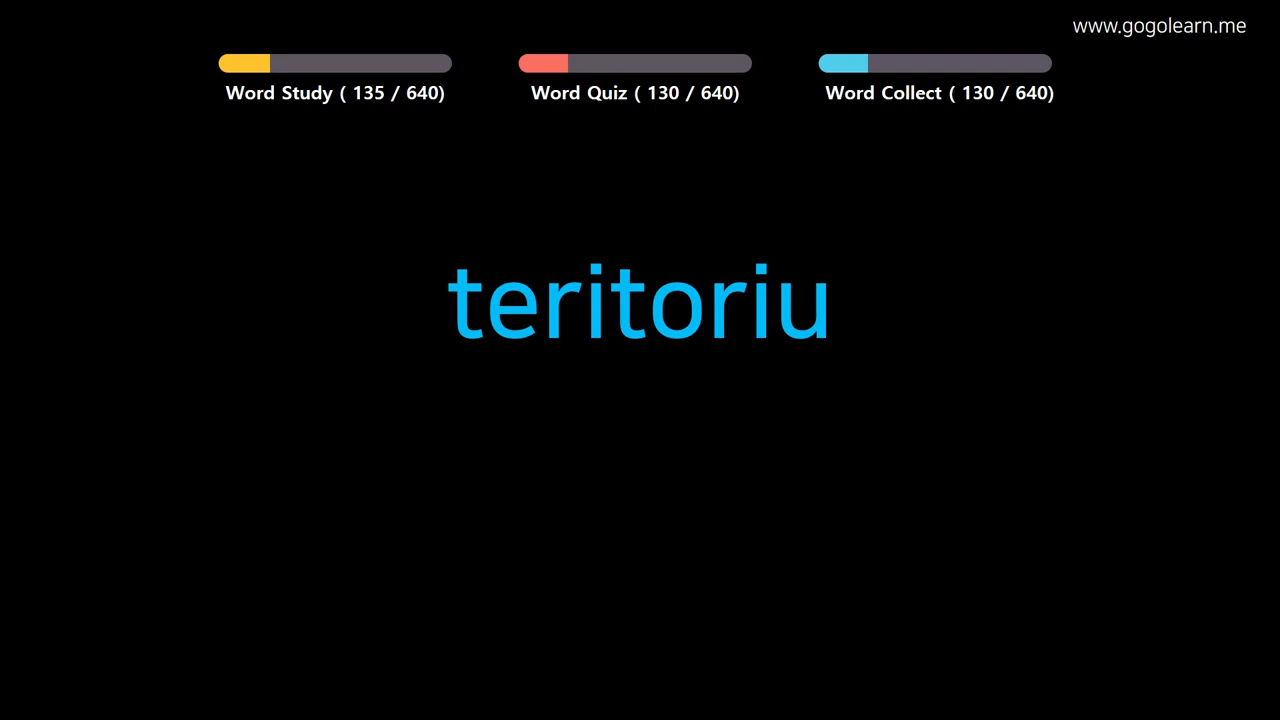 www.gogolearn.me
Word Study ( 135 / 640)
Word Quiz ( 130 / 640)
Word Collect ( 130 / 640)
teritoriu